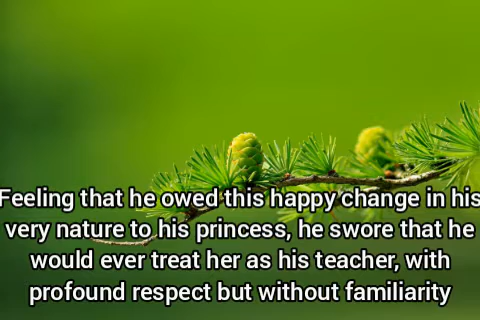 Feeling that he owed this happy change in his
very nature to his princess, he swore that he
would ever treat her as his teacher, with
profound respect but without familiarity